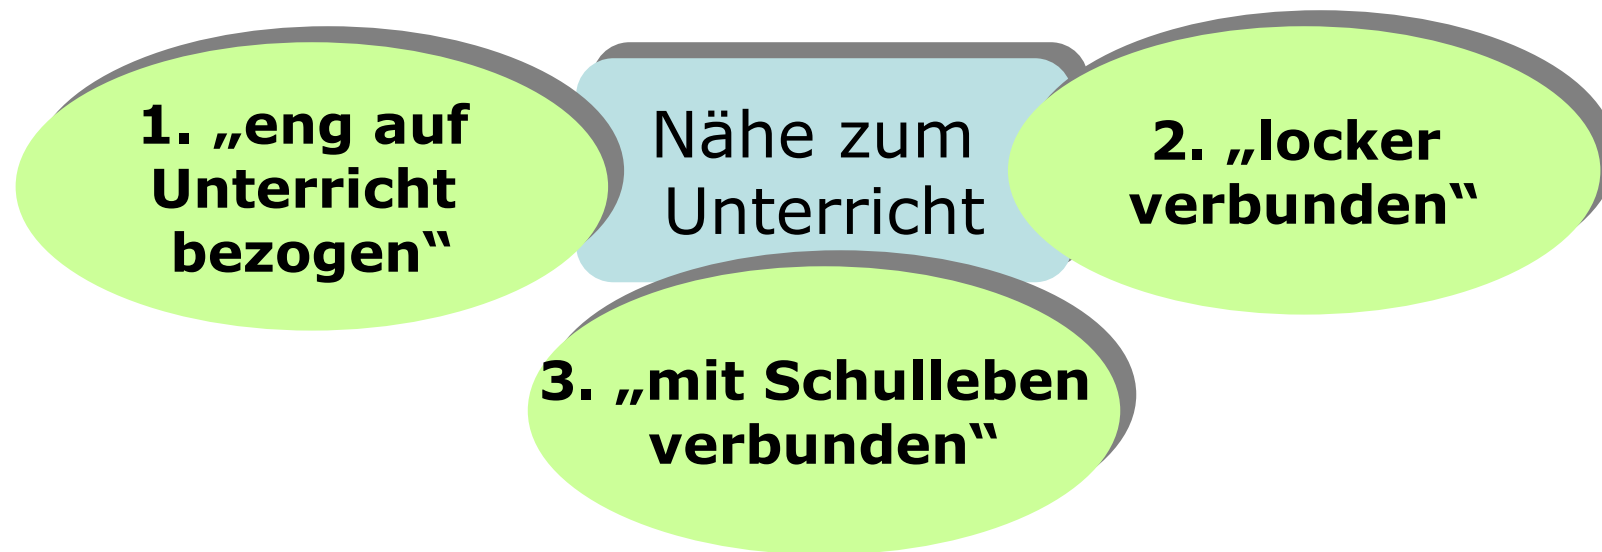 1. „eng auf
Unterricht
bezogen“
Nähe zum
Unterricht
2. „locker
verbunden“
3. „mit Schulleben
verbunden“